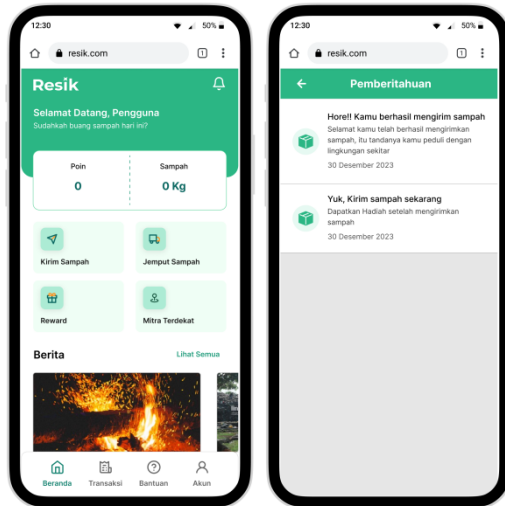 12:30
50%
resik.com
1
Resik
Selamat Datang, Pengguna
Sudahkah buang sampah hari ini?
Poin
Sampah
0
0 Kg
Kirim Sampah
Jemput Sampah
Reward
Mitra Terdekat
Berita
Lihat Semua
Beranda
Transaksi
Bantuan
Akun
12:30
50%
resik.com
1
Pemberitahuan
Hore!! Kamu berhasil mengirim sampah
Selamat kamu telah berhasil mengirimkan
sampah, itu tandanya kamu peduli dengan
lingkungan sekitar
30 Desember 2023
Yuk, Kirim sampah sekarang
Dapatkan Hadiah setelah mengirimkan
sampah
30 Desember 2023